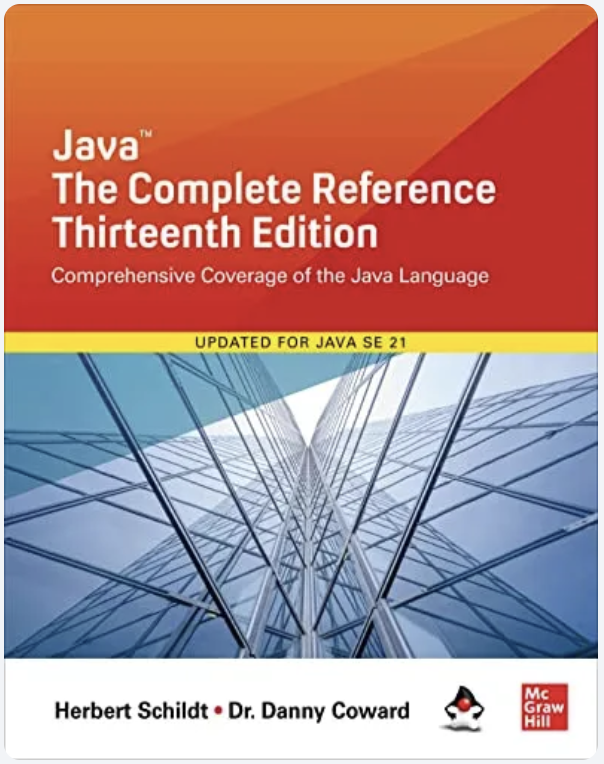 Java™
The Complete Reference
Thirteenth Edition
Comprehensive Coverage of the Java Language
UPDATED FOR JAVA SE 21
Herbert Schildt • Dr. Danny Coward
Mc
Graw
Hill